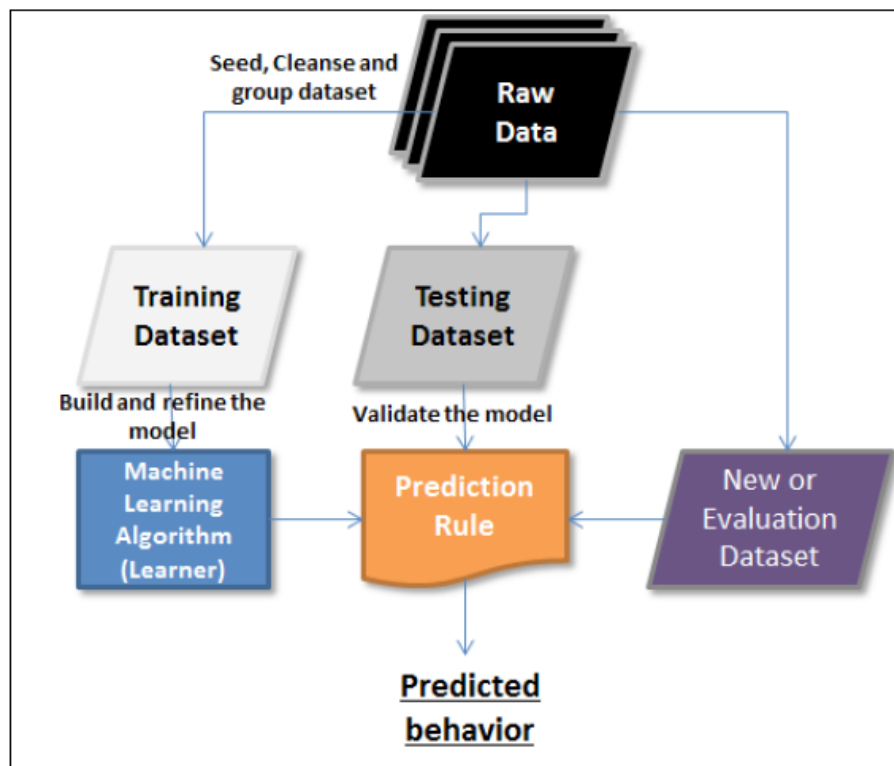 Seed, Cleanse and
group dataset
Raw
Data
Training
Dataset
Testing
Dataset
Build and refine the
model
Validate the model
Machine
Learning
Algorithm
(Learner)
Prediction
Rule
New or
Evaluation
Dataset
Predicted
behavior